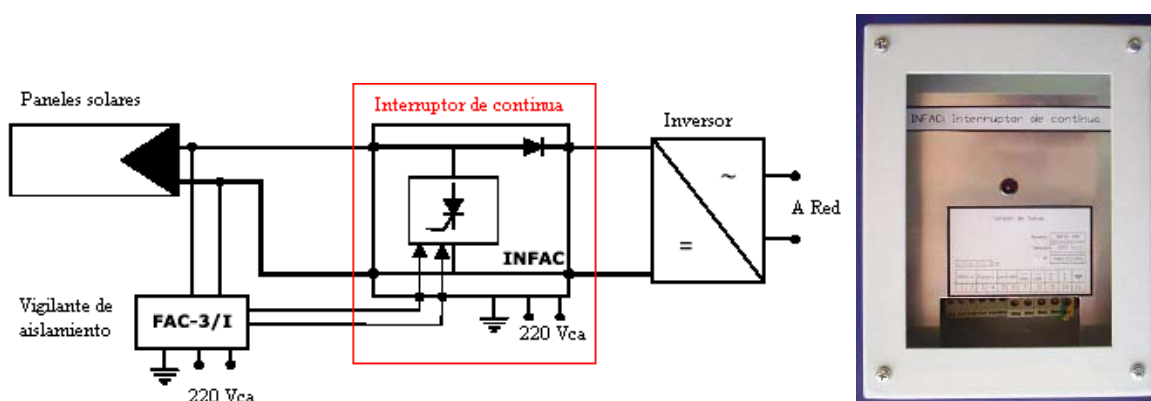 Paneles solares
Interruptor de continua
Inversor
~
A Red
=
INFAC
Vigilante de
aislamiento
FAC-3/I
220 Vca
220 Vca
INFAC: Interruptor de continua